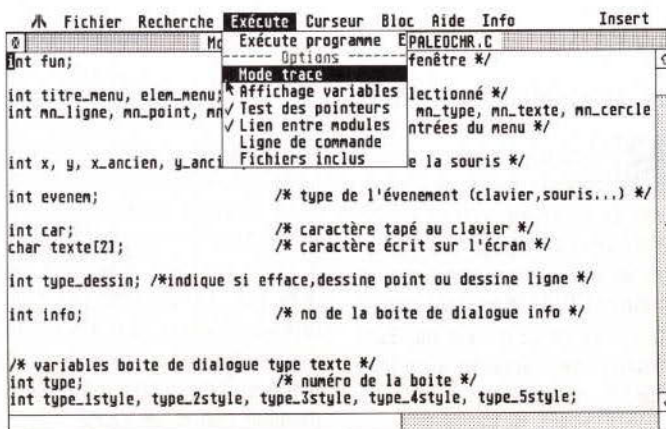 Fichier Recherche Exécute Curseur Bloc Aide Info Insert
Mo PALEOCHR.C
Exécute programme E
------ Options ------
Mode trace
Affichage variables
✓ Test des pointeurs
✓ Lien entre modules
Ligne de commande
Fichiers inclus
int fun; fenêtre */
int titre_menu, elem_menu; lectionné */
int mn_ligne, mn_point, mn mn_type, mn_texte, mn_cercle
ntrées du menu */
int x, y, x_ancien, y_anci e la souris */
int evenem; /* type de l'évenement (clavier,souris...) */
int car; /* caractère tapé au clavier */
char texte[2]; /* caractère écrit sur l'écran */
int type_dessin; /*indique si efface,dessine point ou dessine ligne */
int info; /* no de la boite de dialogue info */
/* variables boite de dialogue type texte */
int type; /* numéro de la boite */
int type_1style, type_2style, type_3style, type_4style, type_5style;